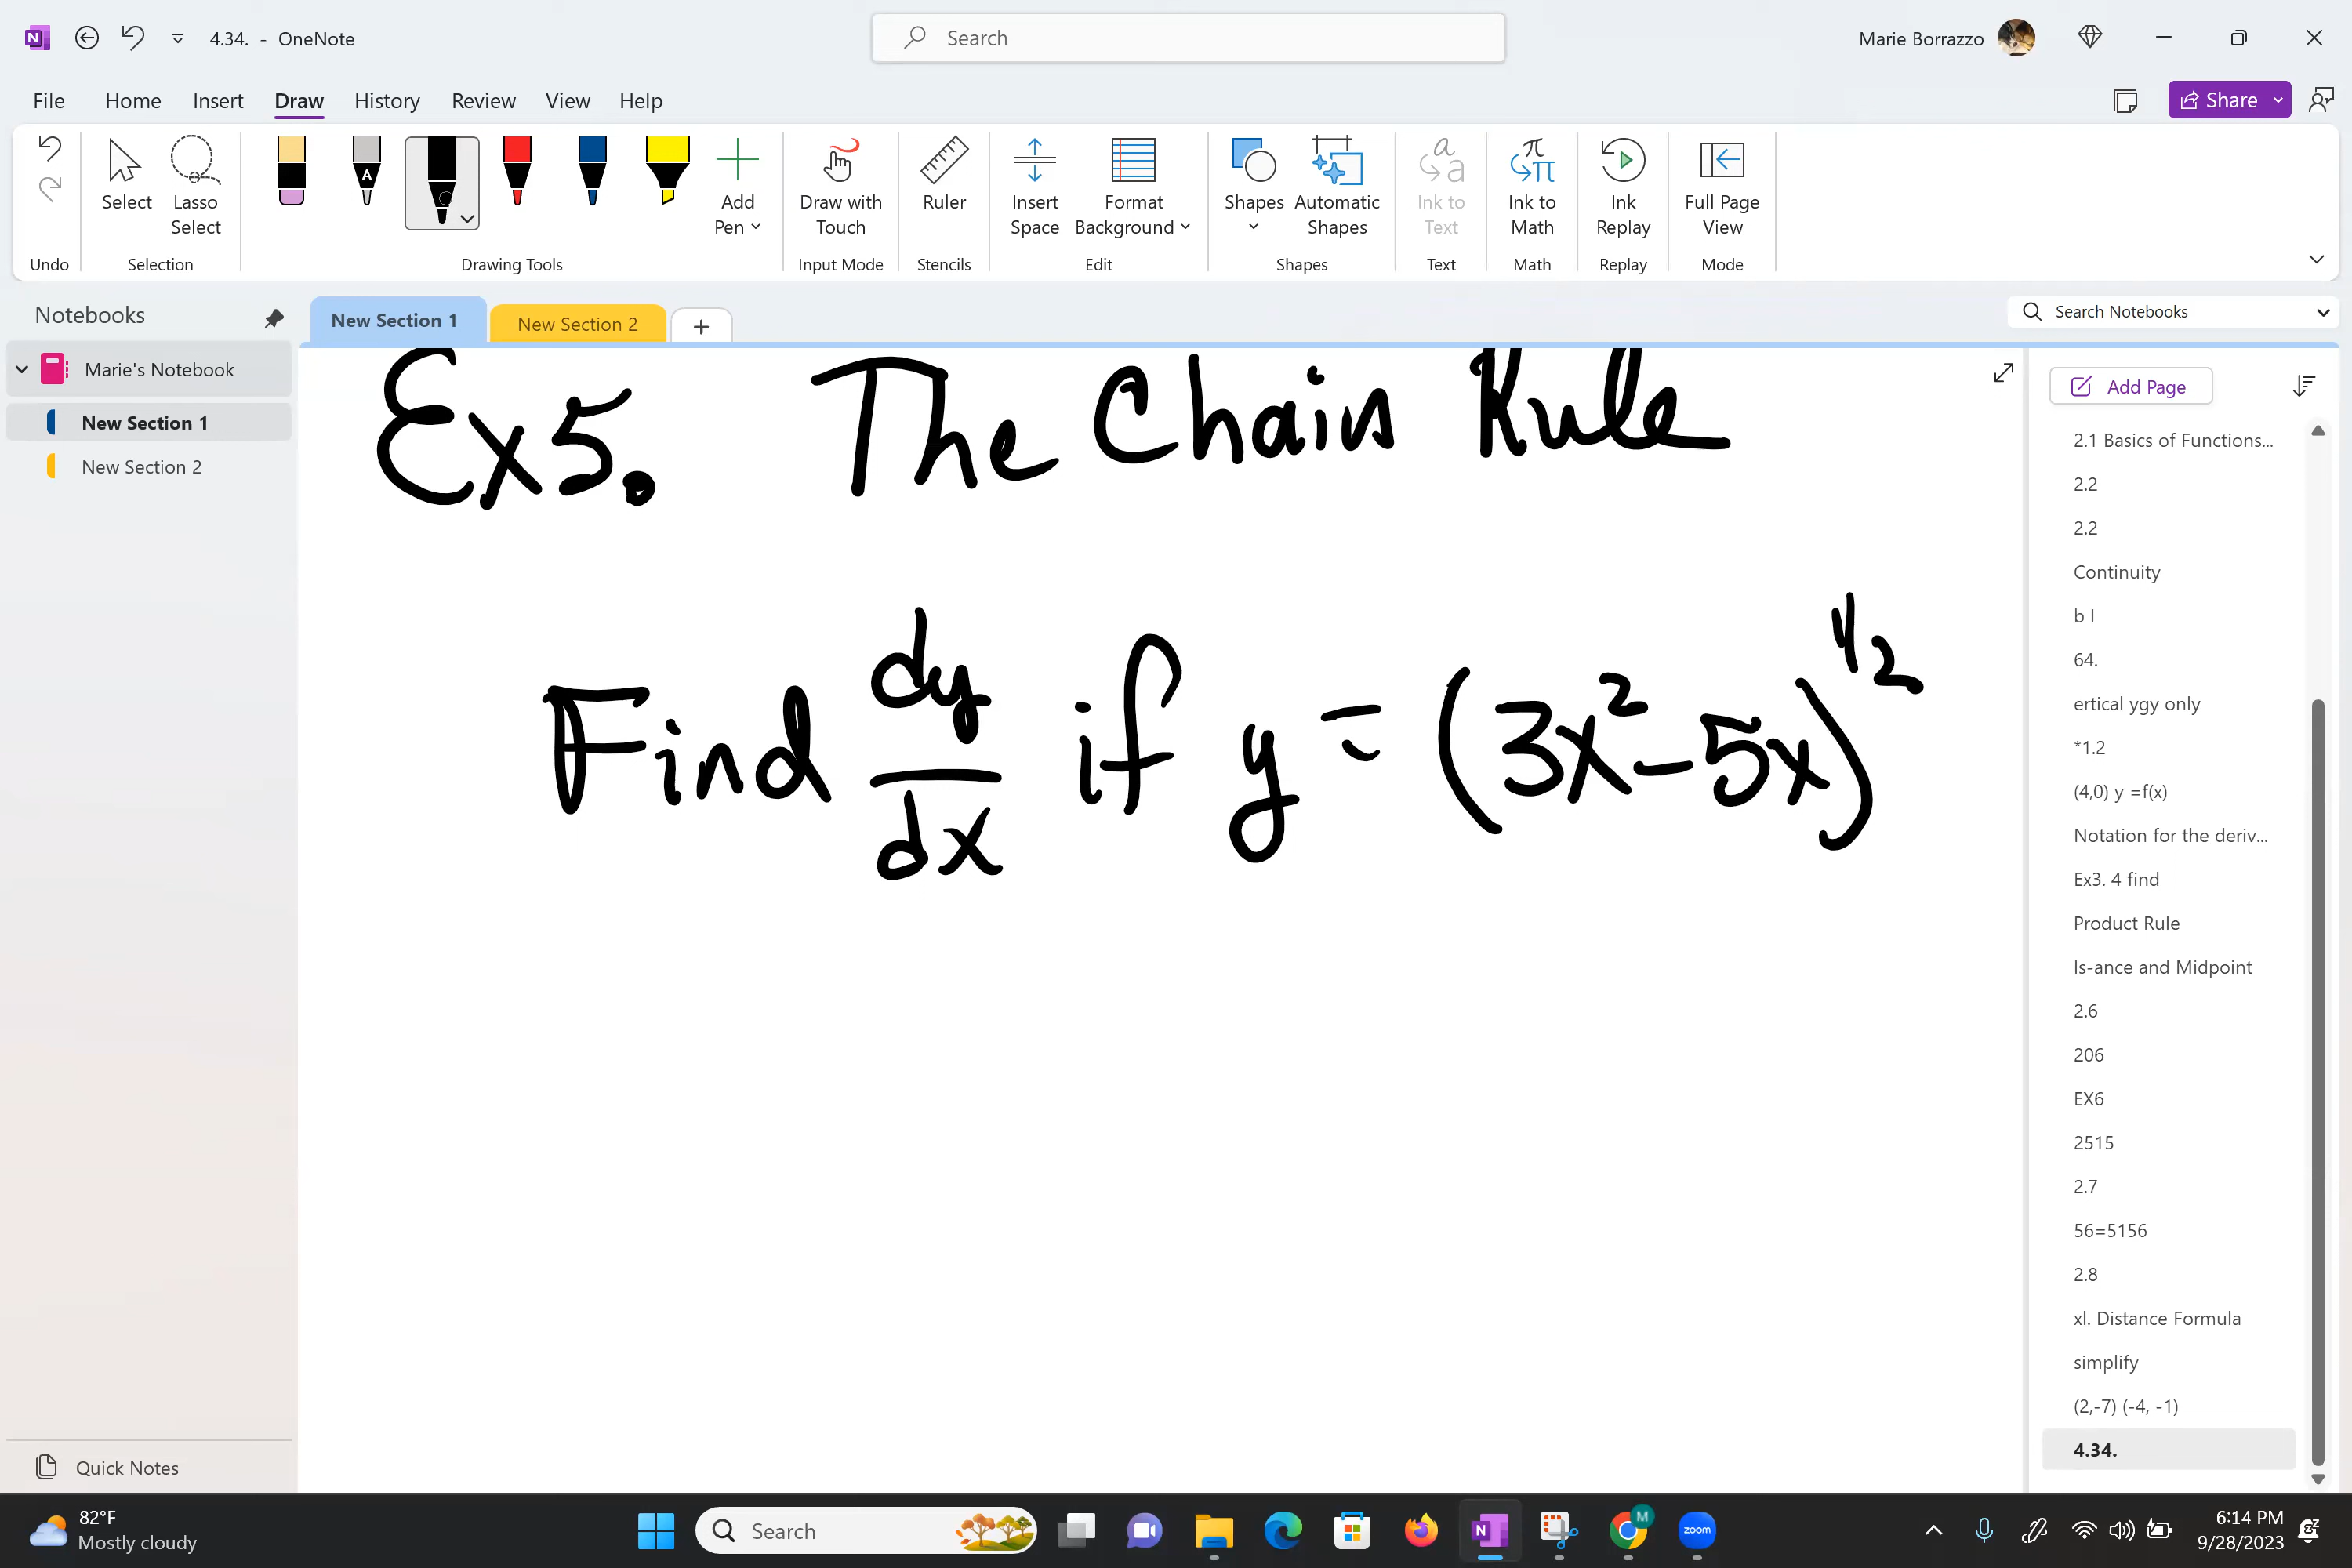 4.34. - OneNote
Search
Marie Borrazzo
File Home Insert Draw History Review View Help
Share
Select
Lasso Select
Add Pen
Draw with Touch
Ruler
Insert Space
Format Background
Shapes
Automatic Shapes
Ink to Text
Ink to Math
Ink Replay
Full Page View
Undo Selection Drawing Tools Input Mode Stencils Edit Shapes Text Math Replay Mode
Notebooks
New Section 1
New Section 2
Search Notebooks
Marie's Notebook
New Section 1
New Section 2
Quick Notes
Ex5. The Chain Rule
Find dy/dx if y = (3x²-5x)^1/2
Add Page
2.1 Basics of Functions...
2.2
2.2
Continuity
b I
64.
ertical ygy only
*1.2
(4,0) y =f(x)
Notation for the deriv...
Ex3. 4 find
Product Rule
Is-ance and Midpoint
2.6
206
EX6
2515
2.7
56=5156
2.8
xl. Distance Formula
simplify
(2,-7) (-4, -1)
4.34.
82°F
Mostly cloudy
Search
M
zoom
6:14 PM
9/28/2023